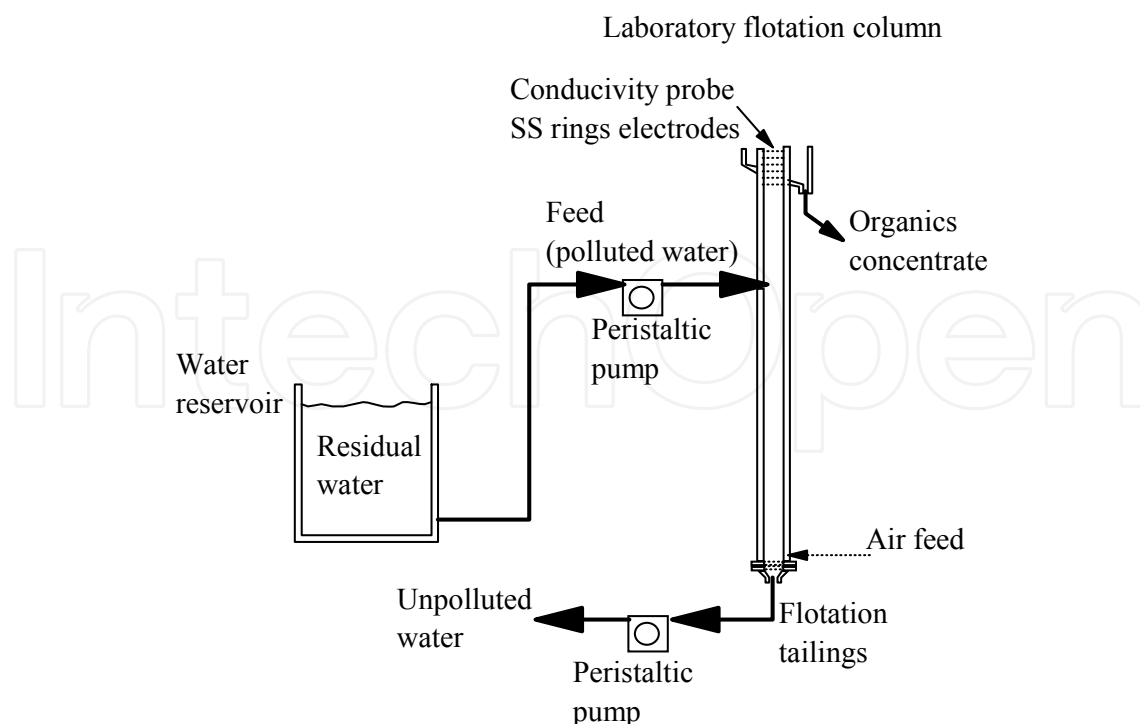 Laboratory flotation column
Conducivity probe
SS rings electrodes
Feed
(polluted water)
Organics
concentrate
Peristaltic
pump
Water
reservoir
Residual
water
Air feed
Unpolluted
water
Flotation
tailings
Peristaltic
pump
IntechOpen